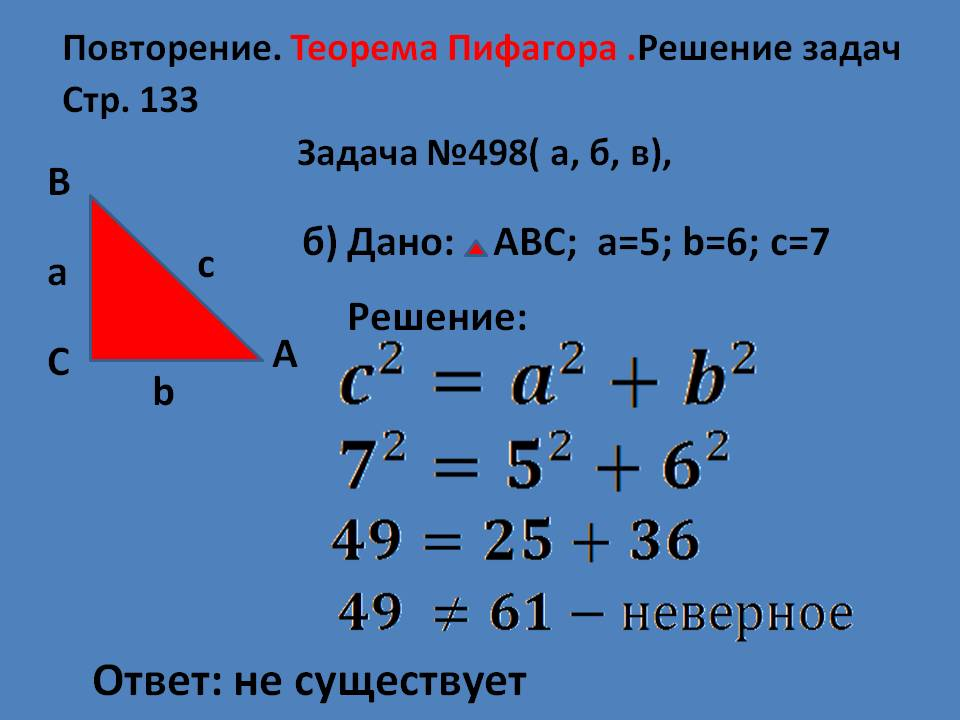 Повторение. Теорема Пифагора .Решение задач
Стр. 133
Задача №498( а, б, в),
В
а
с
С
А
b
б) Дано: АВС; а=5; b=6; с=7
Решение:
c² = a² + b²
7² = 5² + 6²
49 = 25 + 36
49 ≠ 61 − неверное
Ответ: не существует